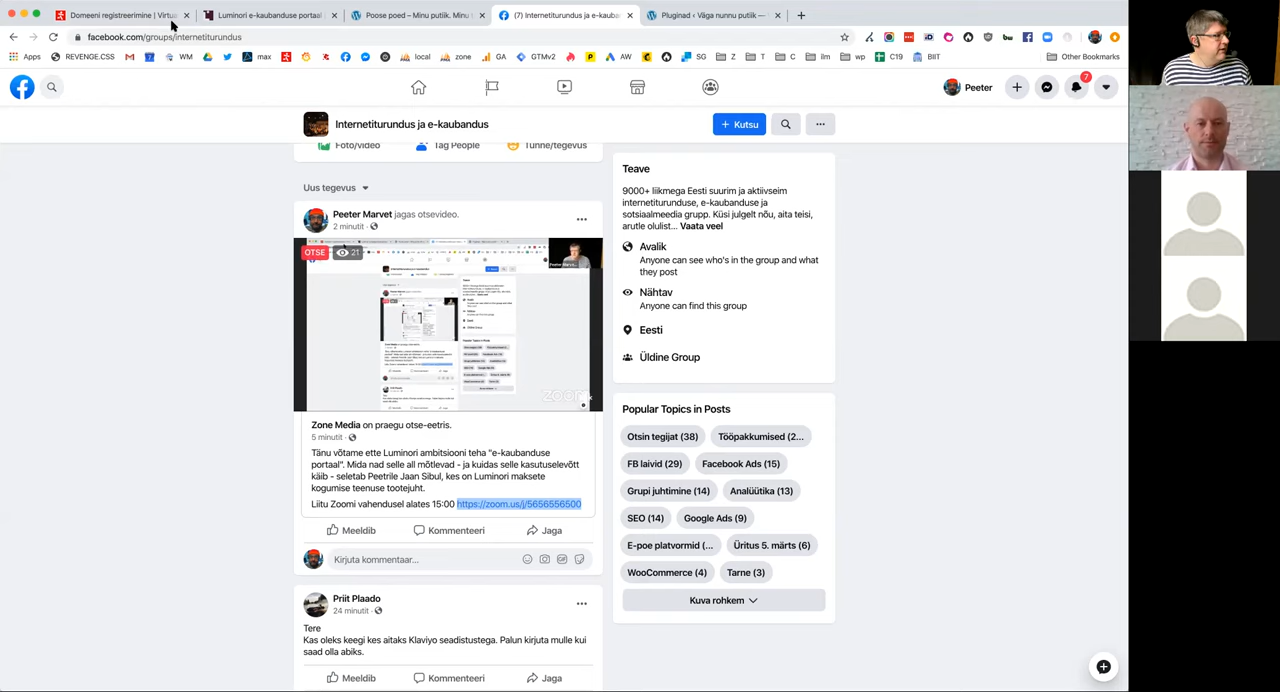 Domeni registreerimine | Virtua
Luminori e-kaubanduse portaal |
Poose poed – Minu putiik. Minu t
(7) Internetiturundus ja e-kauba
Pluginad ‹ Väga nunnu putiik —
facebook.com/groups/internetiturundus
Apps
REVENGE.CSS
WM
max
local
zone
GA
GTMv2
AW
SG
Z
T
C
ilm
wp
C19
BIIT
Other Bookmarks
Peeter
7
Internetiturundus ja e-kaubandus
Kutsu
Foto/video
Tag People
Tunne/tegevus
Uus tegevus
Peeter Marvet jagas otsevideo.
2 minutit
OTSE
21
zoom
Zone Media on praegu otse-eetris.
5 minutit
Tänu võtame ette Luminori ambitsiooni teha "e-kaubanduse
portaal". Mida nad selle all mõtlevad - ja kuidas selle kasutuselevõtt
käib - seletab Peetrile Jaan Sibul, kes on Luminori maksete
kogumise teenuse tootejuht.
Liitu Zoomi vahendusel alates 15:00 https://zoom.us/j/5656556500
Meeldib
Kommenteeri
Jaga
Kirjuta kommentaar...
GIF
Priit Plaado
24 minutit
Tere
Kas oleks keegi kes aitaks Klaviyo seadistustega. Palun kirjuta mulle kui
saad olla abiks.
Meeldib
Kommenteeri
Jaga
Teave
9000+ liikmega Eesti suurim ja aktiivseim
internetiturunduse, e-kaubanduse ja
sotsiaalmeedia grupp. Küsi julgelt nõu, aita teisi,
arutle olulist... Vaata veel
Avalik
Anyone can see who's in the group and what
they post
Nähtav
Anyone can find this group
Eesti
Üldine Group
Popular Topics in Posts
Otsin tegijat (38)
Tööpakkumised (2...
FB laivid (29)
Facebook Ads (15)
Grupi juhtimine (14)
Analüütika (13)
SEO (14)
Google Ads (9)
E-poe platvormid (...
Üritus 5. märts (6)
WooCommerce (4)
Tarne (3)
Kuva rohkem